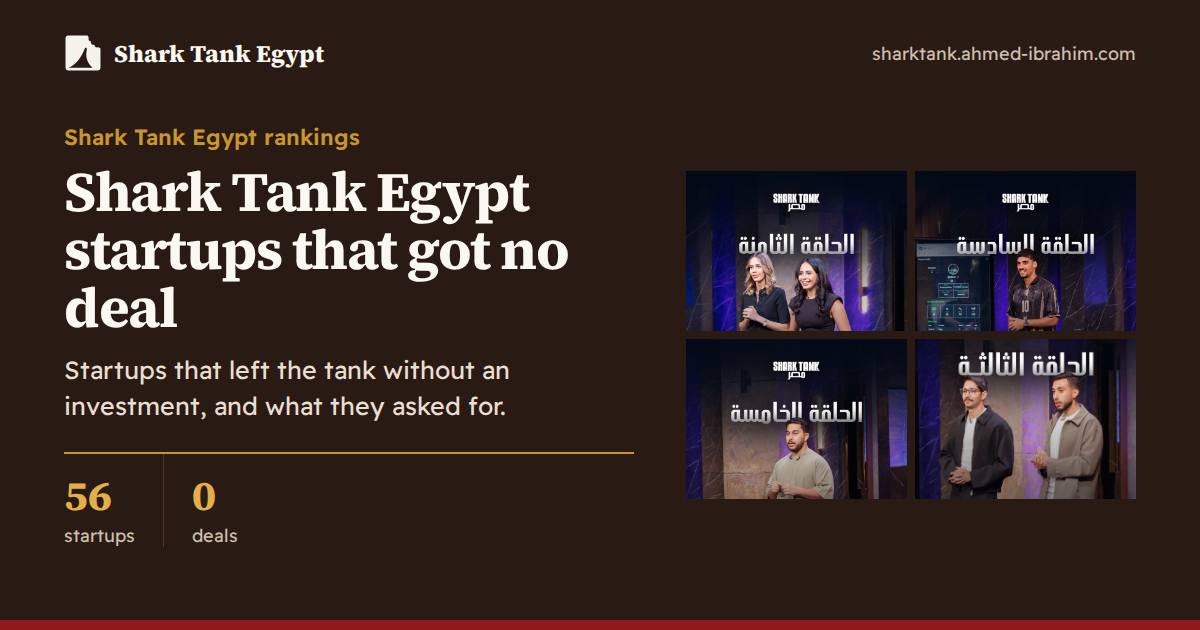 Shark Tank Egypt
sharktank.ahmed-ibrahim.com
Shark Tank Egypt rankings
Shark Tank Egypt
startups that got no
deal
Startups that left the tank without an
investment, and what they asked for.
56
startups
0
deals
SHARK TANK
مصر
الحلقة الثامنة
SHARK TANK
مصر
الحلقة السادسة
10
SHARK TANK
مصر
الحلقة الخامسة
الحلقة الثالثة